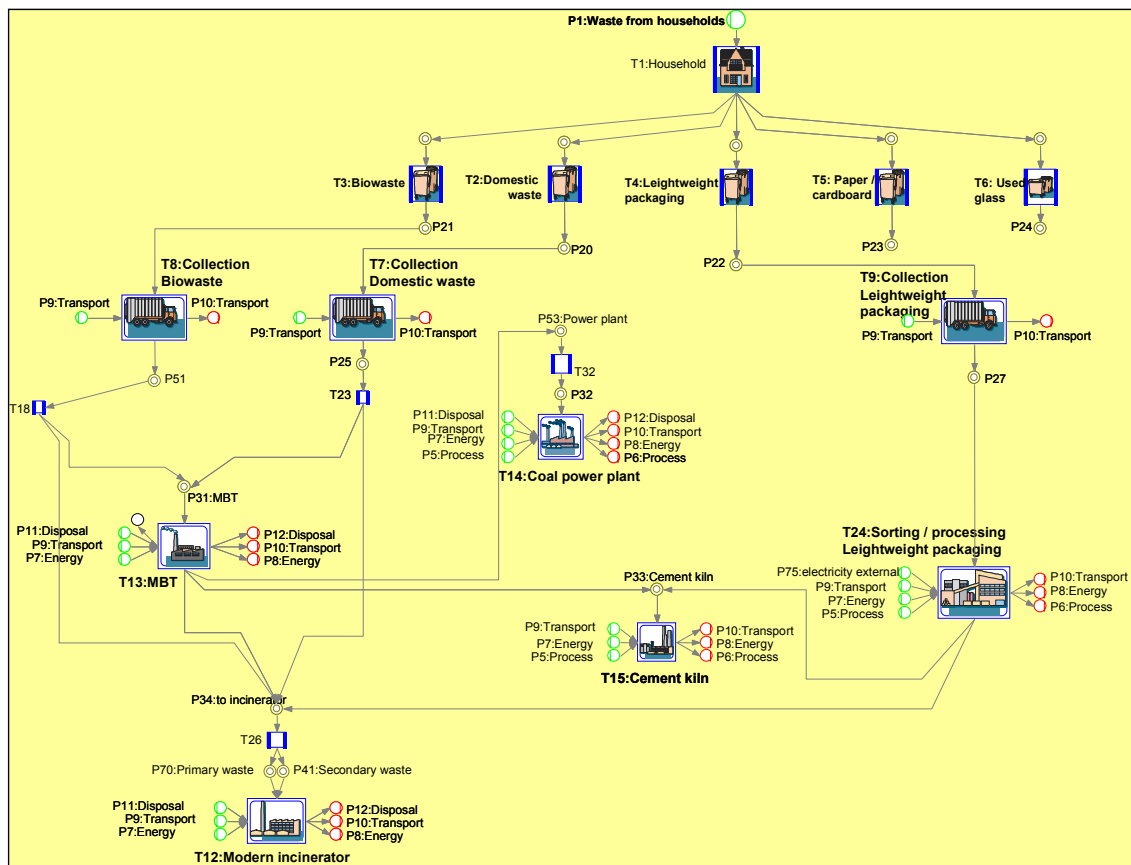 P1:Waste from households
T1:Household
T3:Biowaste
T2:Domestic
waste
T4:Leightweight
packaging
T5: Paper /
cardboard
T6: Used
glass
P21
P20
P22
P23
P24
T8:Collection
Biowaste
T7:Collection
Domestic waste
T9:Collection
Leightweight
packaging
P9:Transport
P10:Transport
P9:Transport
P10:Transport
P9:Transport
P10:Transport
P53:Power plant
P51
P25
T32
P27
T18
T23
P32
P11:Disposal
P9:Transport
P7:Energy
P5:Process
P12:Disposal
P10:Transport
P8:Energy
P6:Process
T14:Coal power plant
P31:MBT
P11:Disposal
P9:Transport
P7:Energy
P12:Disposal
P10:Transport
P8:Energy
T13:MBT
T24:Sorting / processing
Leightweight packaging
P75:electricity external
P9:Transport
P7:Energy
P5:Process
P10:Transport
P8:Energy
P6:Process
P33:Cement kiln
P9:Transport
P7:Energy
P5:Process
P10:Transport
P8:Energy
P6:Process
T15:Cement kiln
P34:to incinerator
T26
P70:Primary waste
P41:Secondary waste
P11:Disposal
P9:Transport
P7:Energy
P12:Disposal
P10:Transport
P8:Energy
T12:Modern incinerator